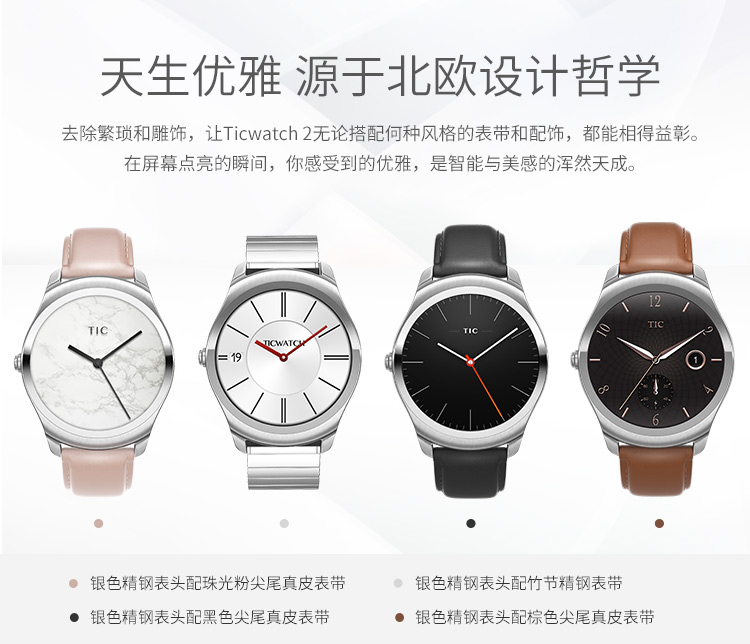 天生优雅 源于北欧设计哲学
去除繁琐和雕饰，让Ticwatch 2无论搭配何种风格的表带和配饰，都能相得益彰。
在屏幕点亮的瞬间，你感受到的优雅，是智能与美感的浑然天成。
TIC
19 TICWATCH
TIC
12
TIC
1
8
4
6
银色精钢表头配珠光粉尖尾真皮表带
银色精钢表头配竹节精钢表带
银色精钢表头配黑色尖尾真皮表带
银色精钢表头配棕色尖尾真皮表带